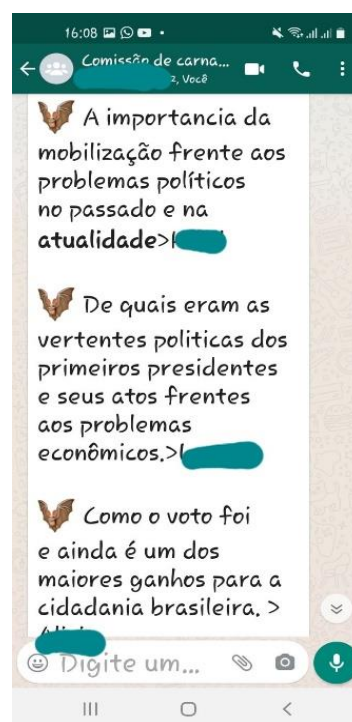 16:08
Comissão de carna...
², Você
A importancia da
mobilização frente aos
problemas políticos
no passado e na
atualidade>
De quais eram as
vertentes politicas dos
primeiros presidentes
e seus atos frentes
aos problemas
econômicos.>
Como o voto foi
e ainda é um dos
maiores ganhos para a
cidadania brasileira. >
Digite um...